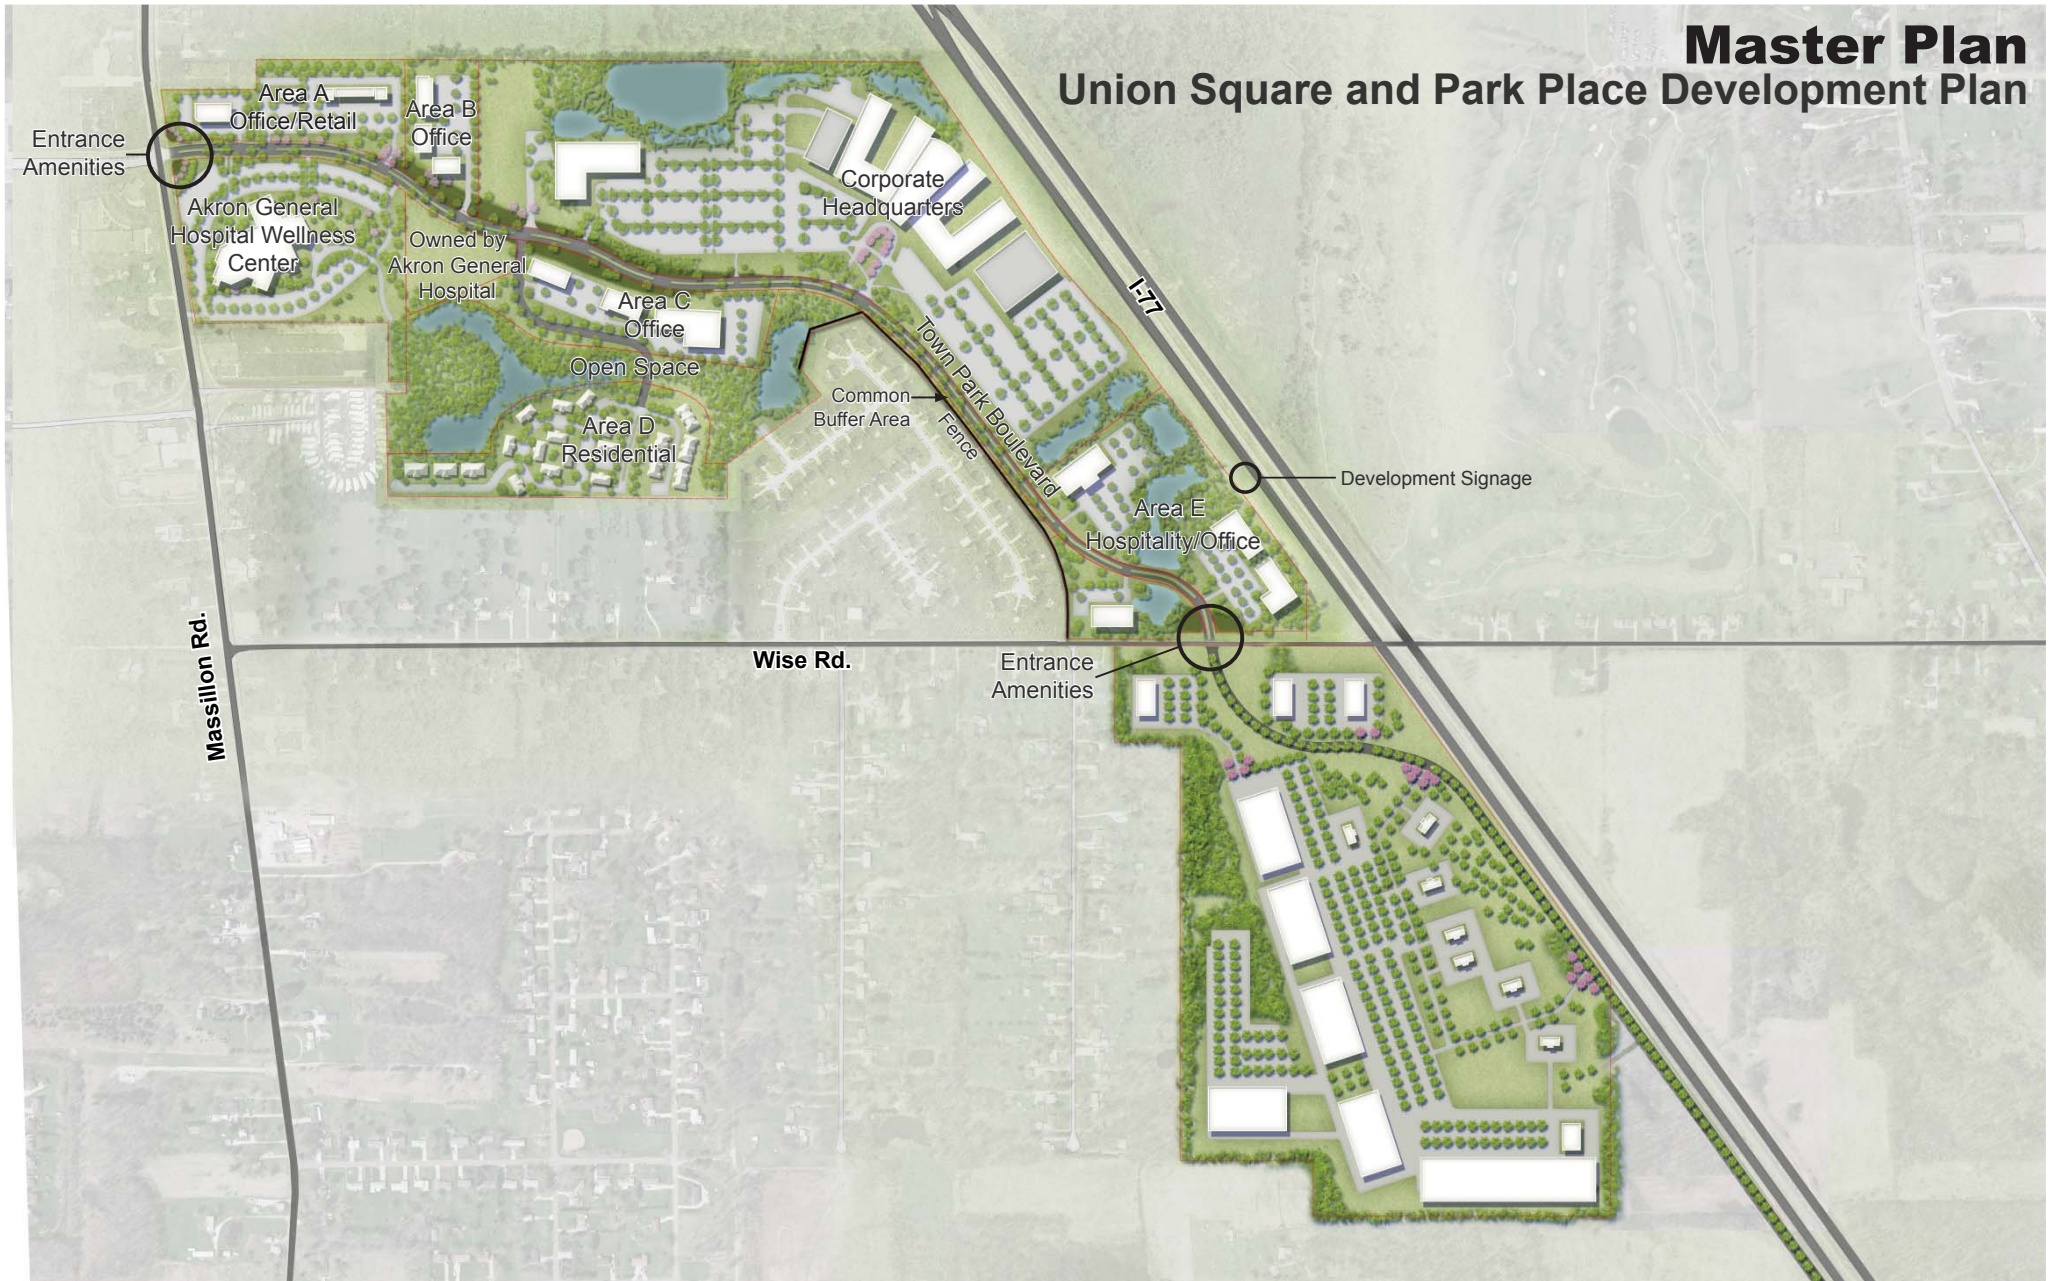 Master Plan
Union Square and Park Place Development Plan
Entrance
Amenities
Area A
Office/Retail
Area B
Office
Akron General
Hospital Wellness
Center
Owned by
Akron General
Hospital
Corporate
Headquarters
Area C
Office
I-77
Open Space
Town Park Boulevard
Common
Buffer Area
Fence
Area D
Residential
Development Signage
Area E
Hospitality/Office
Massillon Rd.
Wise Rd.
Entrance
Amenities